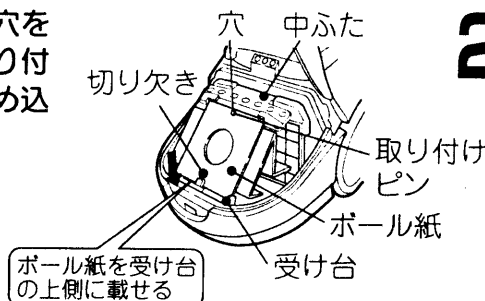 穴を
り付
め込
穴
中ふた
切り欠き
取り付け
ピン
ボール紙
受け台
ボール紙を受け台
の上側に載せる
2